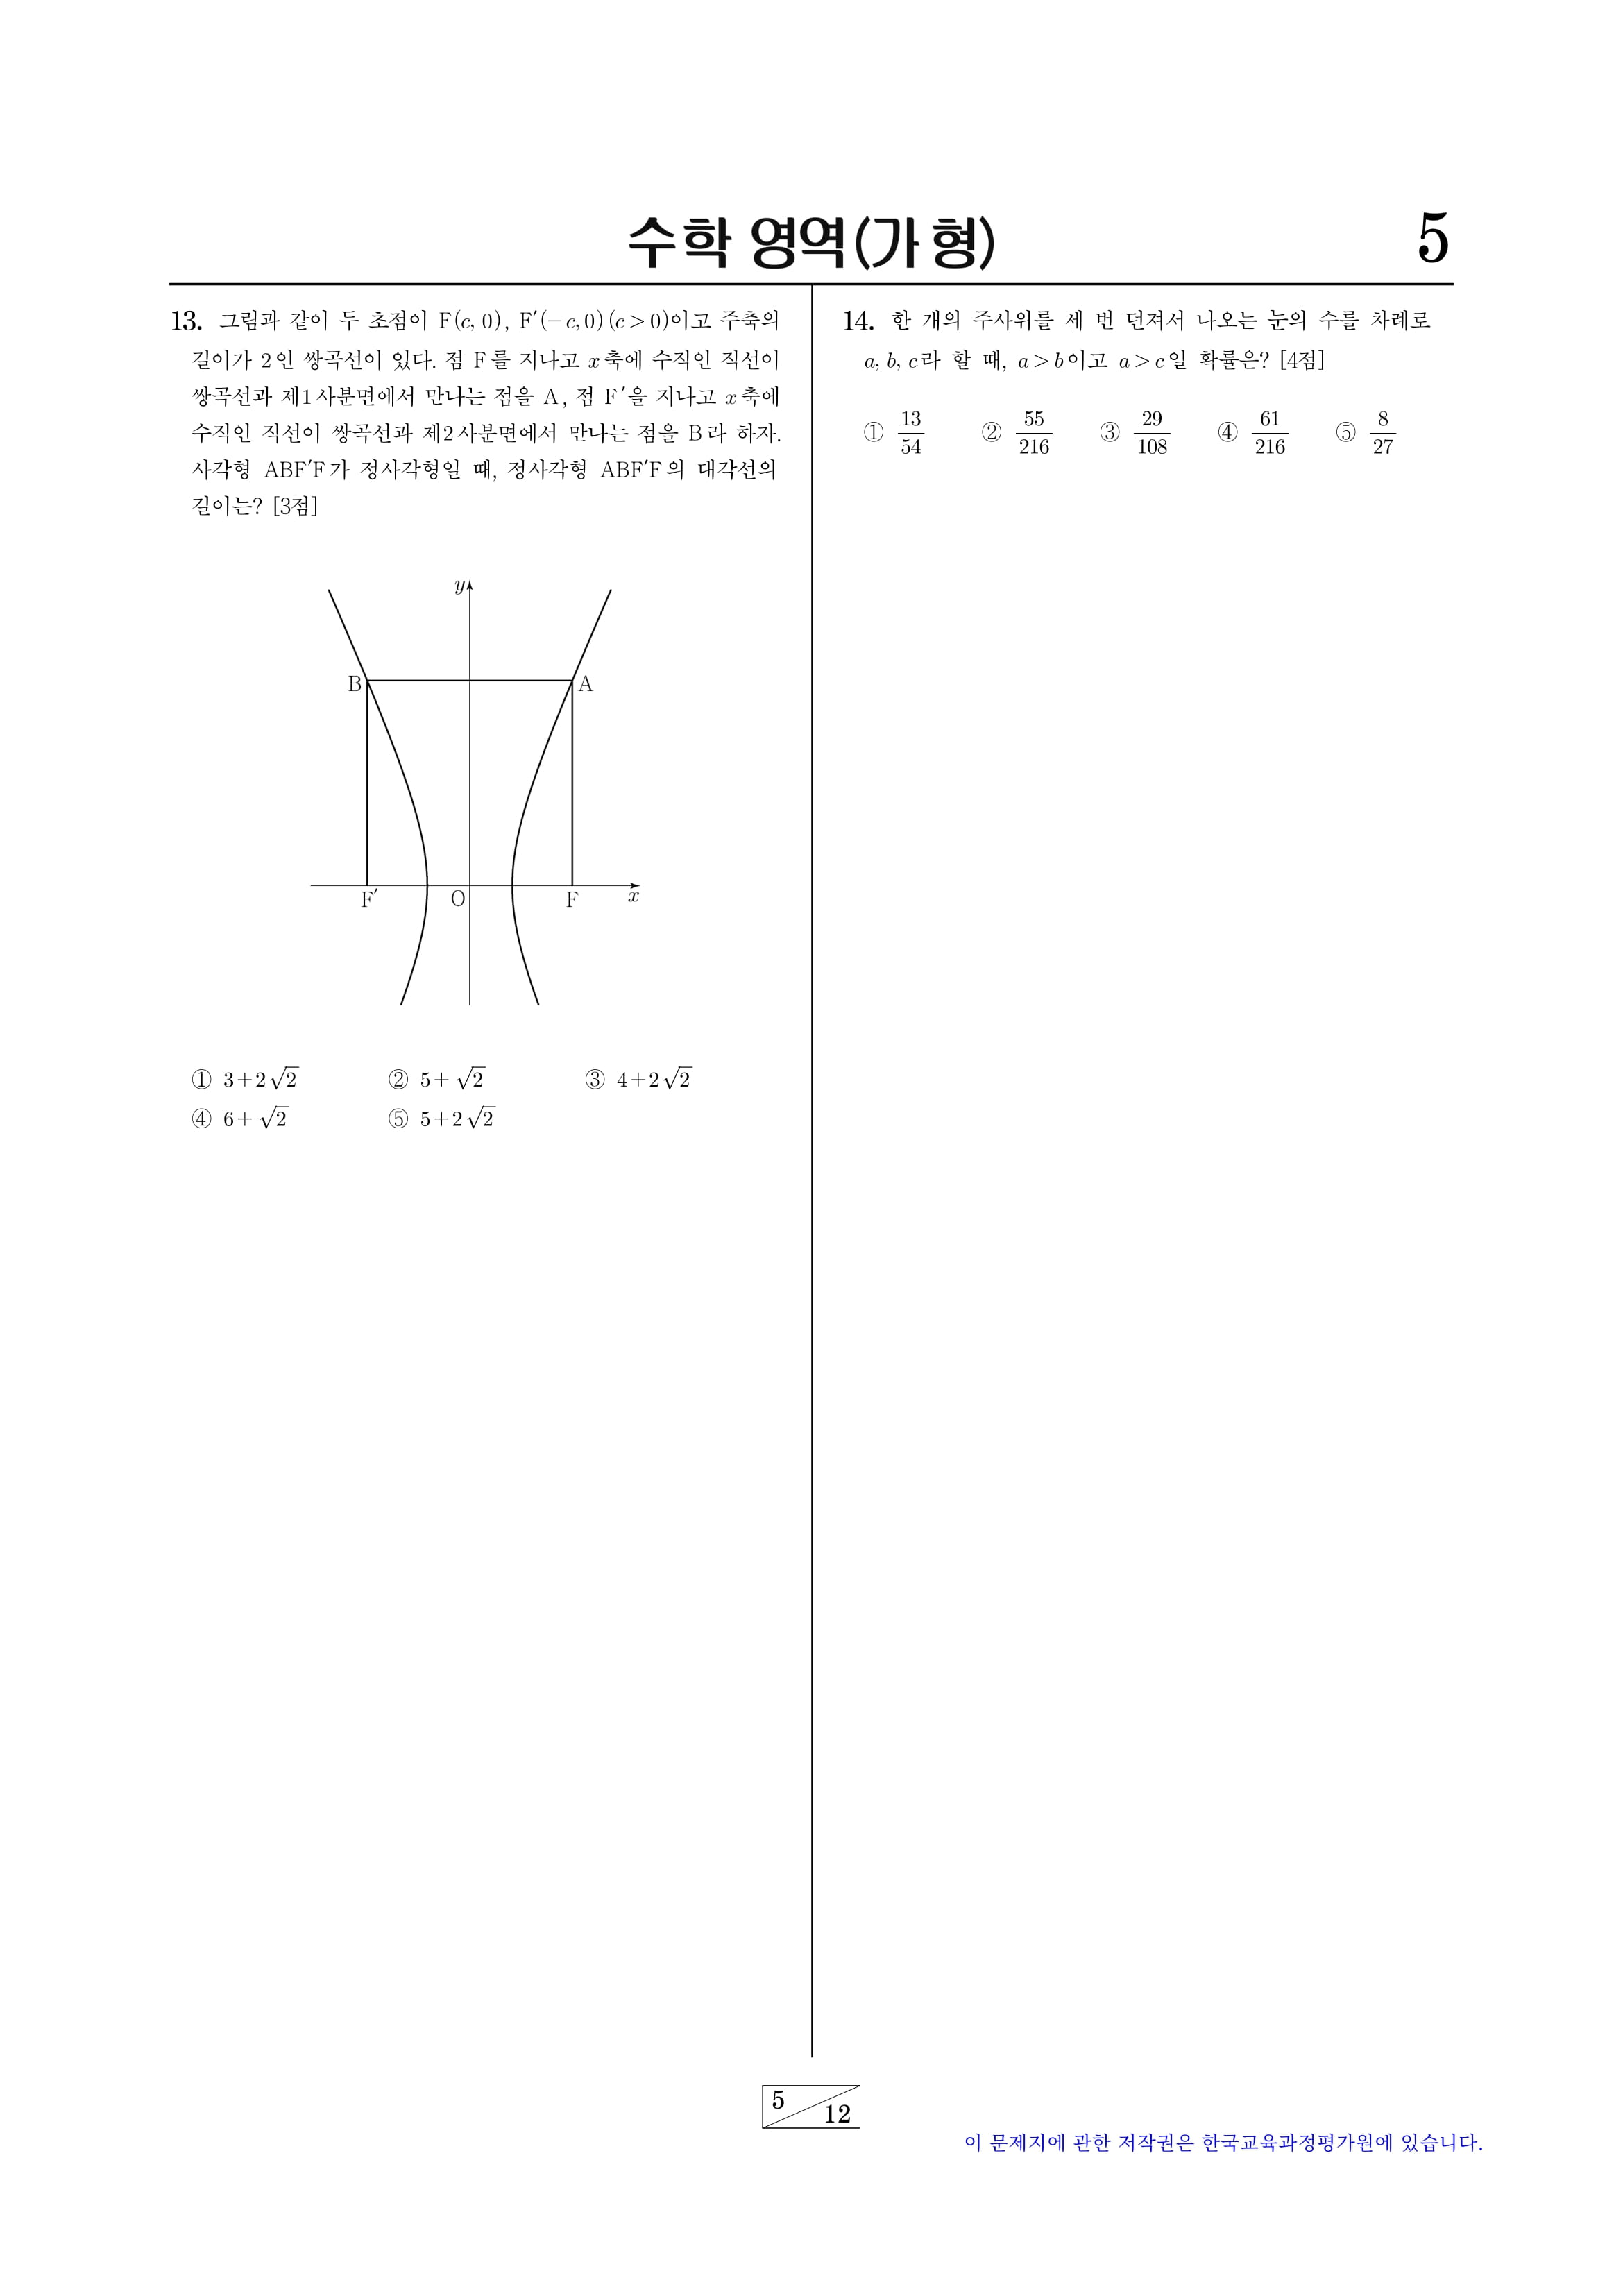 수학 영역(가형)
5
13. 그림과 같이 두 초점이 F(c, 0), F′(−c, 0) (c > 0)이고 주축의
길이가 2인 쌍곡선이 있다. 점 F를 지나고 x축에 수직인 직선이
쌍곡선과 제1사분면에서 만나는 점을 A, 점 F′을 지나고 x축에
수직인 직선이 쌍곡선과 제2사분면에서 만나는 점을 B라 하자.
사각형 ABF′F가 정사각형일 때, 정사각형 ABF′F의 대각선의
길이는? [3점]
y
B
A
F′
O
F
x
① 3+2√2 ② 5+√2 ③ 4+2√2
④ 6+√2 ⑤ 5+2√2
14. 한 개의 주사위를 세 번 던져서 나오는 눈의 수를 차례로
a, b, c라 할 때, a > b이고 a > c일 확률은? [4점]
① 13/54 ② 55/216 ③ 29/108 ④ 61/216 ⑤ 8/27
5
12
이 문제지에 관한 저작권은 한국교육과정평가원에 있습니다.